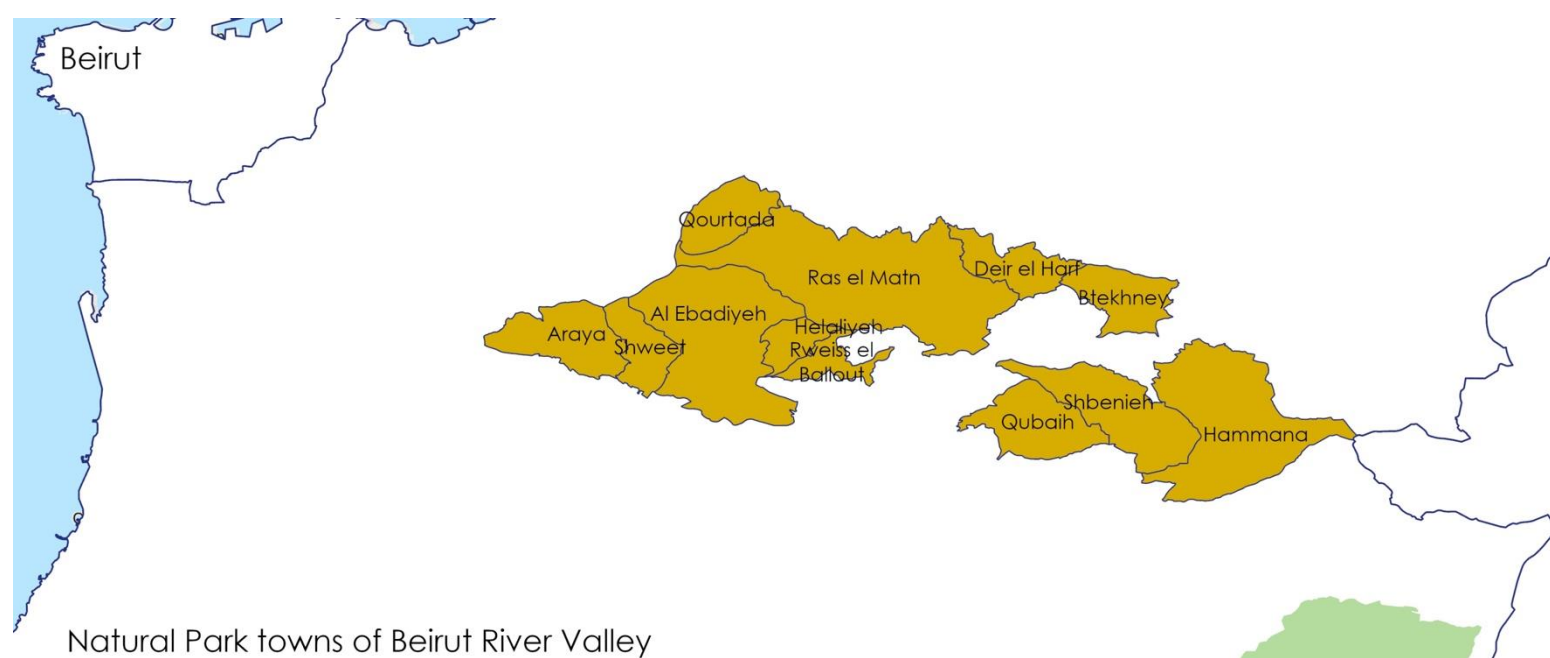 Beirut
Qourtada
Ras el Matn
Deir el Harf
Btekhney
Al Ebadiyeh
Araya
Shweet
Helaliyeh
Rweiss el
Ballout
Shbenieh
Qubaih
Hammana
Natural Park towns of Beirut River Valley